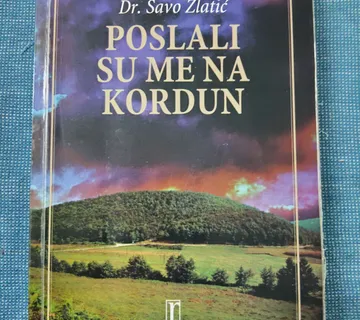 Dr. Savo Zlatić
POSLALI
SU ME NA
KORDUN
r